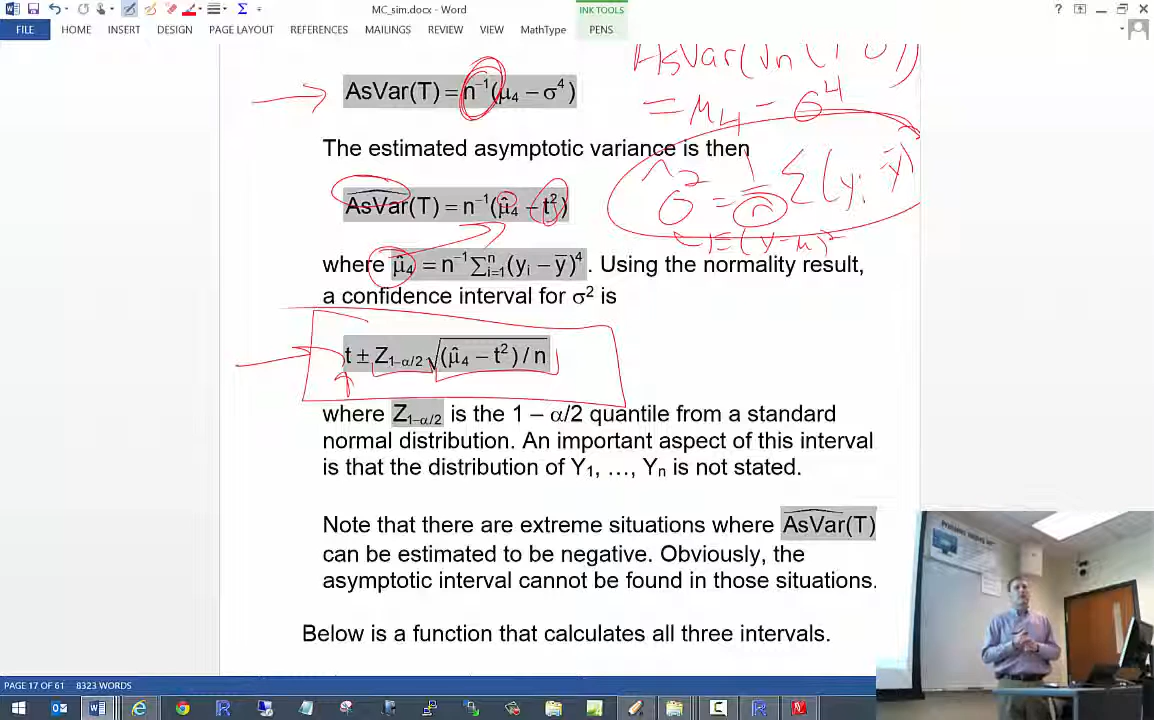 MC_sim.docx - Word
INK TOOLS
FILE HOME INSERT DESIGN PAGE LAYOUT REFERENCES MAILINGS REVIEW VIEW MathType PENS
AsVar(T) = n⁻¹(μ₄ − σ⁴)
= μ₄ − σ⁴
The estimated asymptotic variance is then
A͡sVar(T) = n⁻¹(μ̂₄ − t²)
σ̂² = 1/n Σ(yᵢ − ȳ)
where μ̂₄ = n⁻¹ Σⁿᵢ₌₁(yᵢ − ȳ)⁴. Using the normality result,
a confidence interval for σ² is
t ± Z₁₋α/₂ √(μ̂₄ − t²) / n
where Z₁₋α/₂ is the 1 − α/2 quantile from a standard
normal distribution. An important aspect of this interval
is that the distribution of Y₁, …, Yₙ is not stated.
Note that there are extreme situations where A͡sVar(T)
can be estimated to be negative. Obviously, the
asymptotic interval cannot be found in those situations.
Below is a function that calculates all three intervals.
PAGE 17 OF 61 8323 WORDS